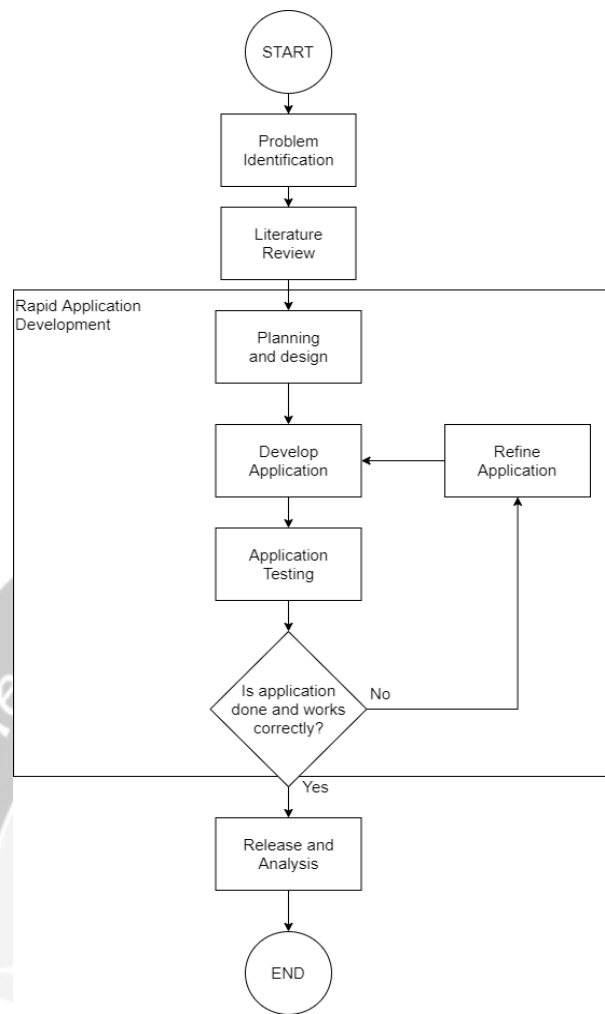 START
Problem
Identification
Literature
Review
Rapid Application
Development
Planning
and design
Develop
Application
Refine
Application
Application
Testing
Is application
done and works
correctly?
No
Yes
Release and
Analysis
END